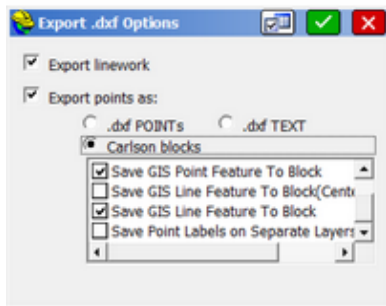 Export .dxf Options
Export linework
Export points as:
.dxf POINTs .dxf TEXT
Carlson blocks
Save GIS Point Feature To Block
Save GIS Line Feature To Block(Cente
Save GIS Line Feature To Block
Save Point Labels on Separate Layers